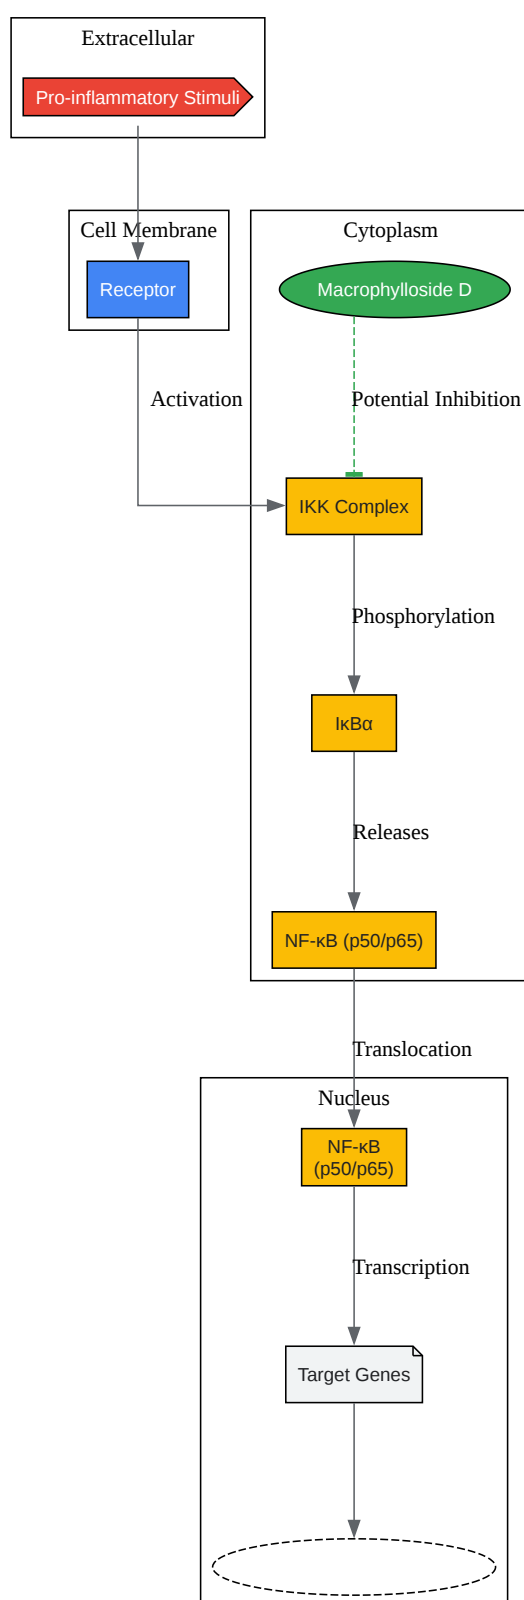 Extracellular
Pro-inflammatory Stimuli
Cell Membrane
Receptor
Cytoplasm
Macrophylloside D
Activation
Potential Inhibition
IKK Complex
Phosphorylation
IκBα
Releases
NF-κB (p50/p65)
Translocation
Nucleus
NF-κB
(p50/p65)
Transcription
Target Genes